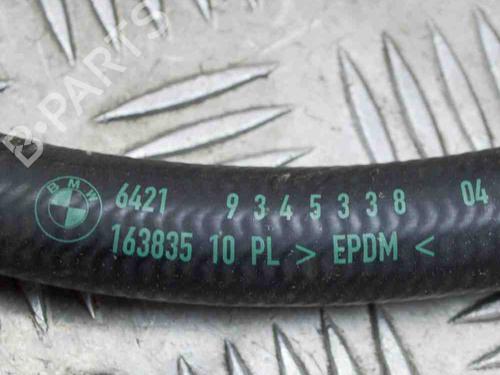 B-PARTS
BMW
6421 9345338 04
163835 10 PL > EPDM <